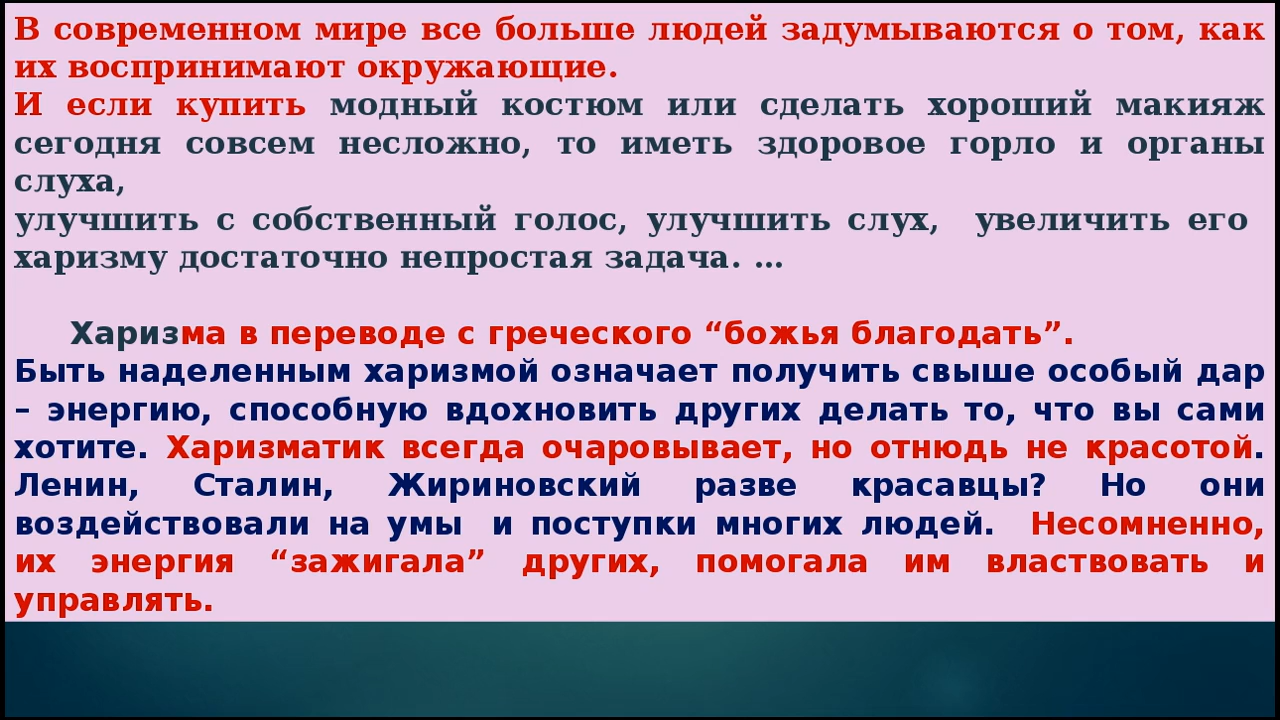 В современном мире все больше людей задумываются о том, как
их воспринимают окружающие.
И если купить модный костюм или сделать хороший макияж
сегодня совсем несложно, то иметь здоровое горло и органы
слуха,
улучшить с собственный голос, улучшить слух, увеличить его
харизму достаточно непростая задача. …
Харизма в переводе с греческого “божья благодать”.
Быть наделенным харизмой означает получить свыше особый дар
– энергию, способную вдохновить других делать то, что вы сами
хотите. Харизматик всегда очаровывает, но отнюдь не красотой.
Ленин, Сталин, Жириновский разве красавцы? Но они
воздействовали на умы и поступки многих людей. Несомненно,
их энергия “зажигала” других, помогала им властвовать и
управлять.